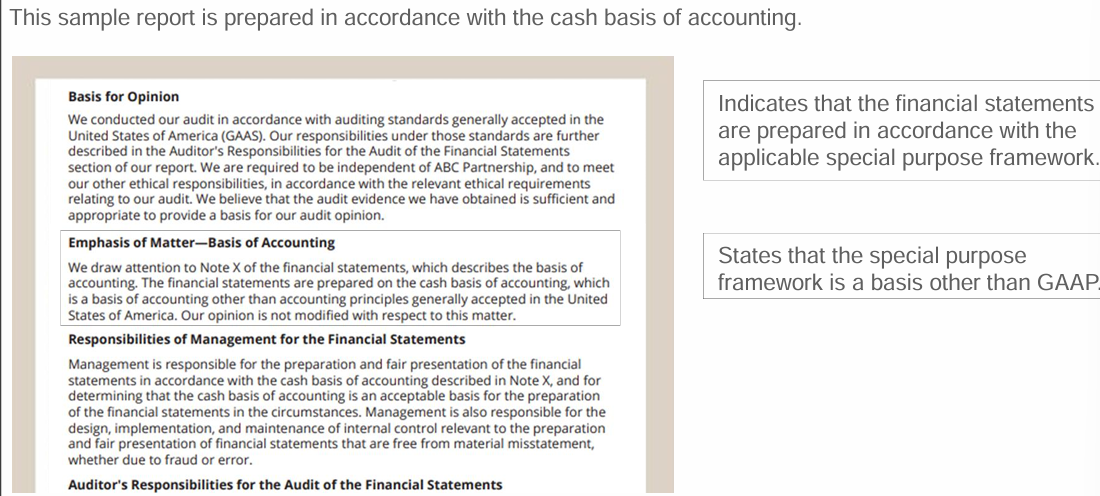 This sample report is prepared in accordance with the cash basis of accounting.
Basis for Opinion
We conducted our audit in accordance with auditing standards generally accepted in the
United States of America (GAAS). Our responsibilities under those standards are further
described in the Auditor's Responsibilities for the Audit of the Financial Statements
section of our report. We are required to be independent of ABC Partnership, and to meet
our other ethical responsibilities, in accordance with the relevant ethical requirements
relating to our audit. We believe that the audit evidence we have obtained is sufficient and
appropriate to provide a basis for our audit opinion.
Emphasis of Matter—Basis of Accounting
We draw attention to Note X of the financial statements, which describes the basis of
accounting. The financial statements are prepared on the cash basis of accounting, which
is a basis of accounting other than accounting principles generally accepted in the United
States of America. Our opinion is not modified with respect to this matter.
Responsibilities of Management for the Financial Statements
Management is responsible for the preparation and fair presentation of the financial
statements in accordance with the cash basis of accounting described in Note X, and for
determining that the cash basis of accounting is an acceptable basis for the preparation
of the financial statements in the circumstances. Management is also responsible for the
design, implementation, and maintenance of internal control relevant to the preparation
and fair presentation of financial statements that are free from material misstatement,
whether due to fraud or error.
Auditor's Responsibilities for the Audit of the Financial Statements
Indicates that the financial statements
are prepared in accordance with the
applicable special purpose framework.
States that the special purpose
framework is a basis other than GAAP.